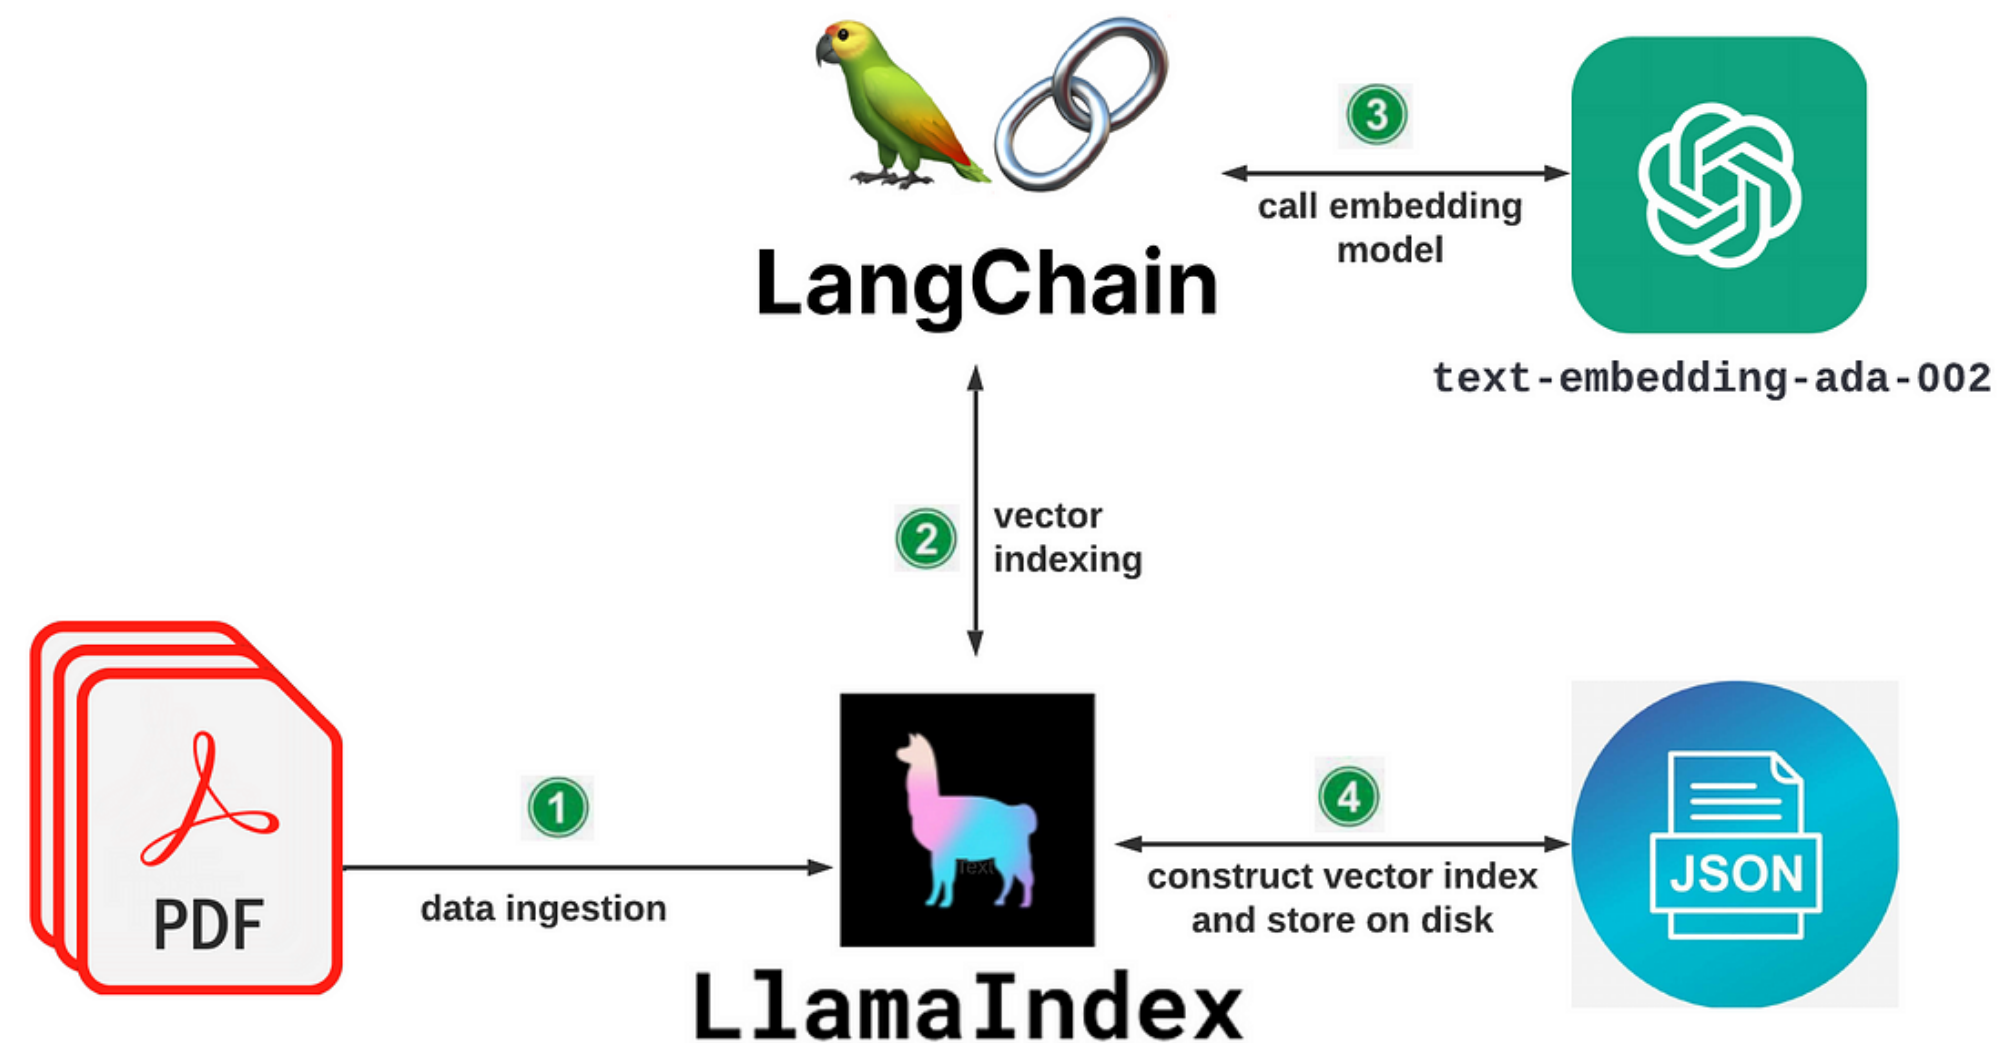 3
call embedding
model
LangChain
text-embedding-ada-002
2
vector
indexing
1
data ingestion
PDF
Text
4
construct vector index
and store on disk
JSON
LlamaIndex